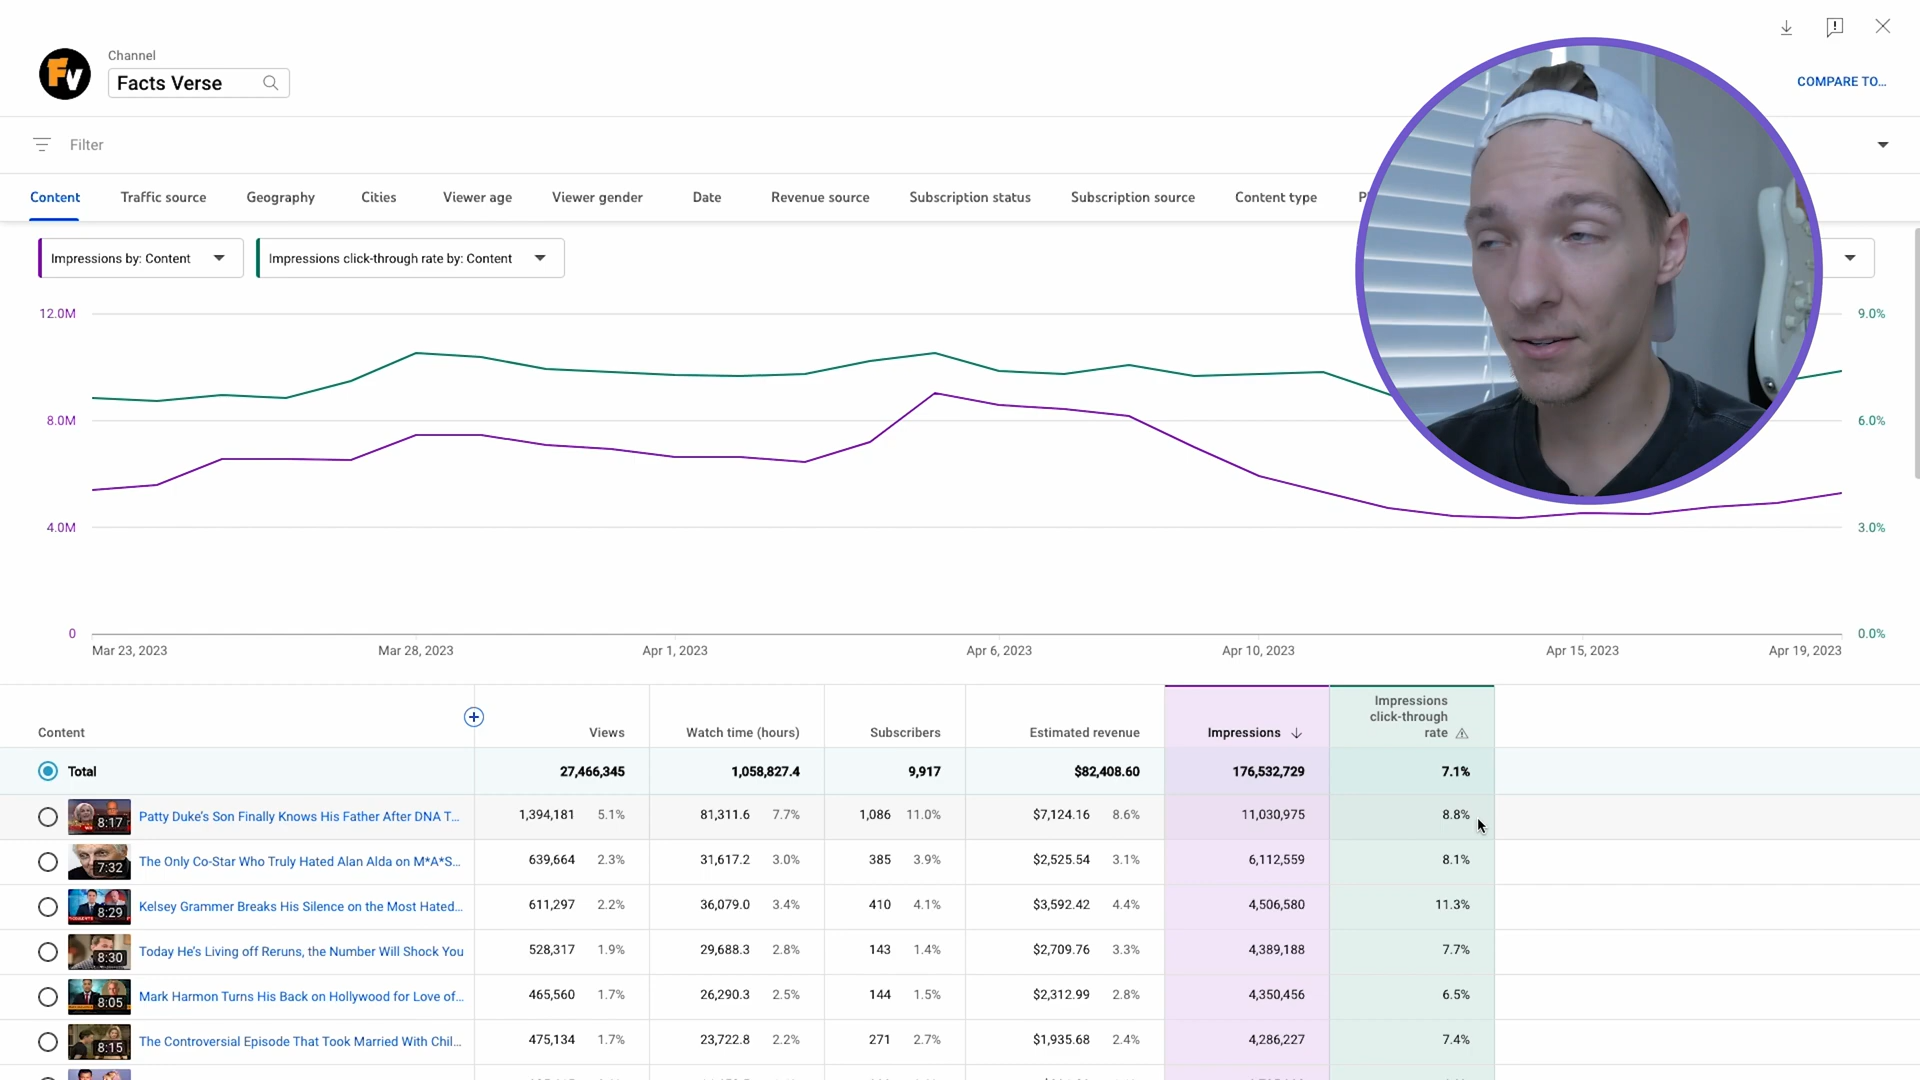 Channel
FV
Facts Verse
COMPARE TO...
Filter
Content Traffic source Geography Cities Viewer age Viewer gender Date Revenue source Subscription status Subscription source Content type
Impressions by: Content Impressions click-through rate by: Content
12.0M 9.0%
8.0M 6.0%
4.0M 3.0%
0 0.0%
Mar 23, 2023 Mar 28, 2023 Apr 1, 2023 Apr 6, 2023 Apr 10, 2023 Apr 15, 2023 Apr 19, 2023
Impressions
click-through
Content Views Watch time (hours) Subscribers Estimated revenue Impressions rate
Total 27,466,345 1,058,827.4 9,917 $82,408.60 176,532,729 7.1%
8:17 Patty Duke's Son Finally Knows His Father After DNA T... 1,394,181 5.1% 81,311.6 7.7% 1,086 11.0% $7,124.16 8.6% 11,030,975 8.8%
7:32 The Only Co-Star Who Truly Hated Alan Alda on M*A*S... 639,664 2.3% 31,617.2 3.0% 385 3.9% $2,525.54 3.1% 6,112,559 8.1%
8:29 Kelsey Grammer Breaks His Silence on the Most Hated... 611,297 2.2% 36,079.0 3.4% 410 4.1% $3,592.42 4.4% 4,506,580 11.3%
8:30 Today He's Living off Reruns, the Number Will Shock You 528,317 1.9% 29,688.3 2.8% 143 1.4% $2,709.76 3.3% 4,389,188 7.7%
8:05 Mark Harmon Turns His Back on Hollywood for Love of... 465,560 1.7% 26,290.3 2.5% 144 1.5% $2,312.99 2.8% 4,350,456 6.5%
8:15 The Controversial Episode That Took Married With Chil... 475,134 1.7% 23,722.8 2.2% 271 2.7% $1,935.68 2.4% 4,286,227 7.4%